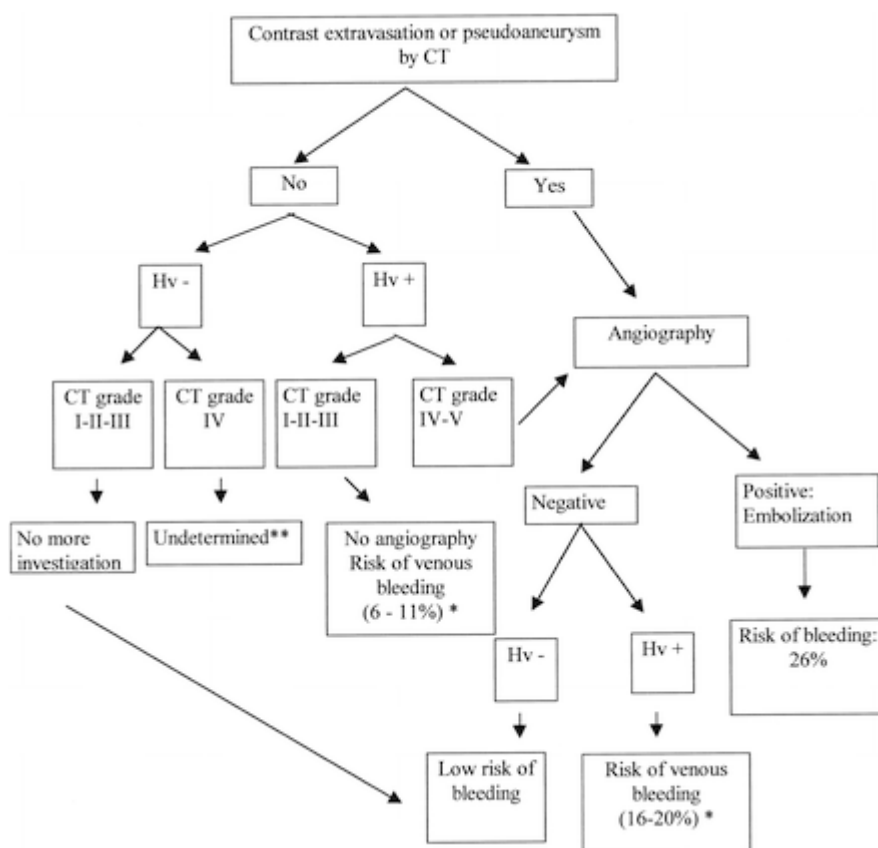 Contrast extravasation or pseudoaneurysm
by CT
No
Yes
Hv -
Hv +
Angiography
CT grade
I-II-III
CT grade
IV
CT grade
I-II-III
CT grade
IV-V
Negative
Positive:
Embolization
No more
investigation
Undetermined**
No angiography
Risk of venous
bleeding
(6 - 11%) *
Hv -
Hv +
Risk of bleeding:
26%
Low risk of
bleeding
Risk of venous
bleeding
(16-20%) *